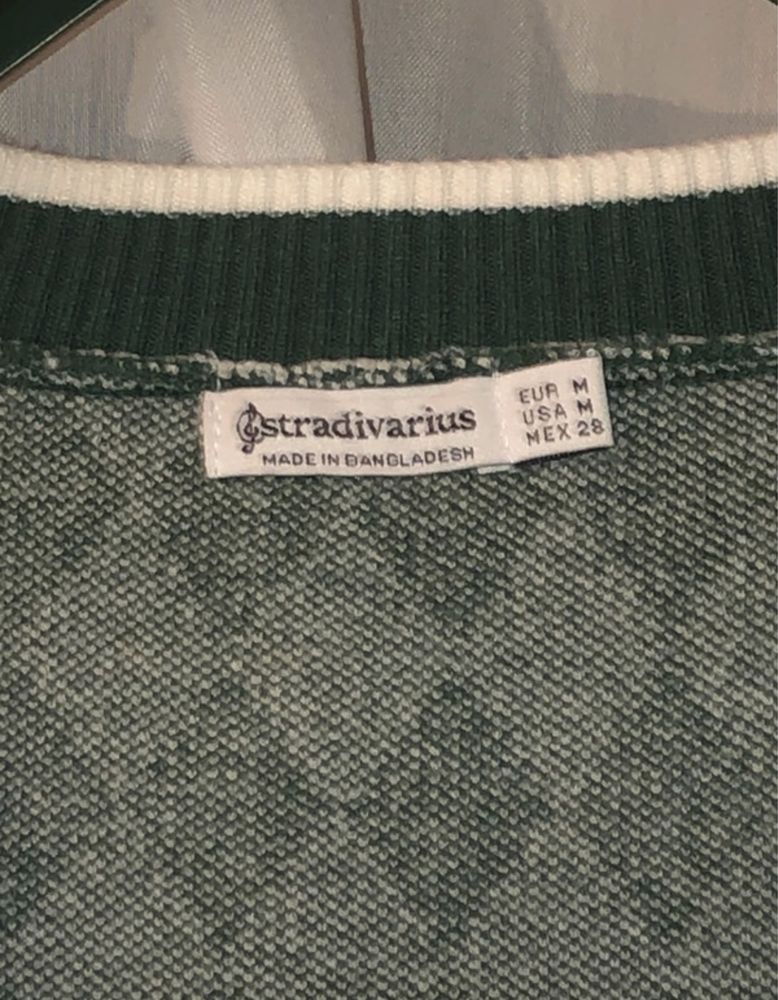 stradivarius
MADE IN BANGLADESH
EUR M
USA M
MEX 28